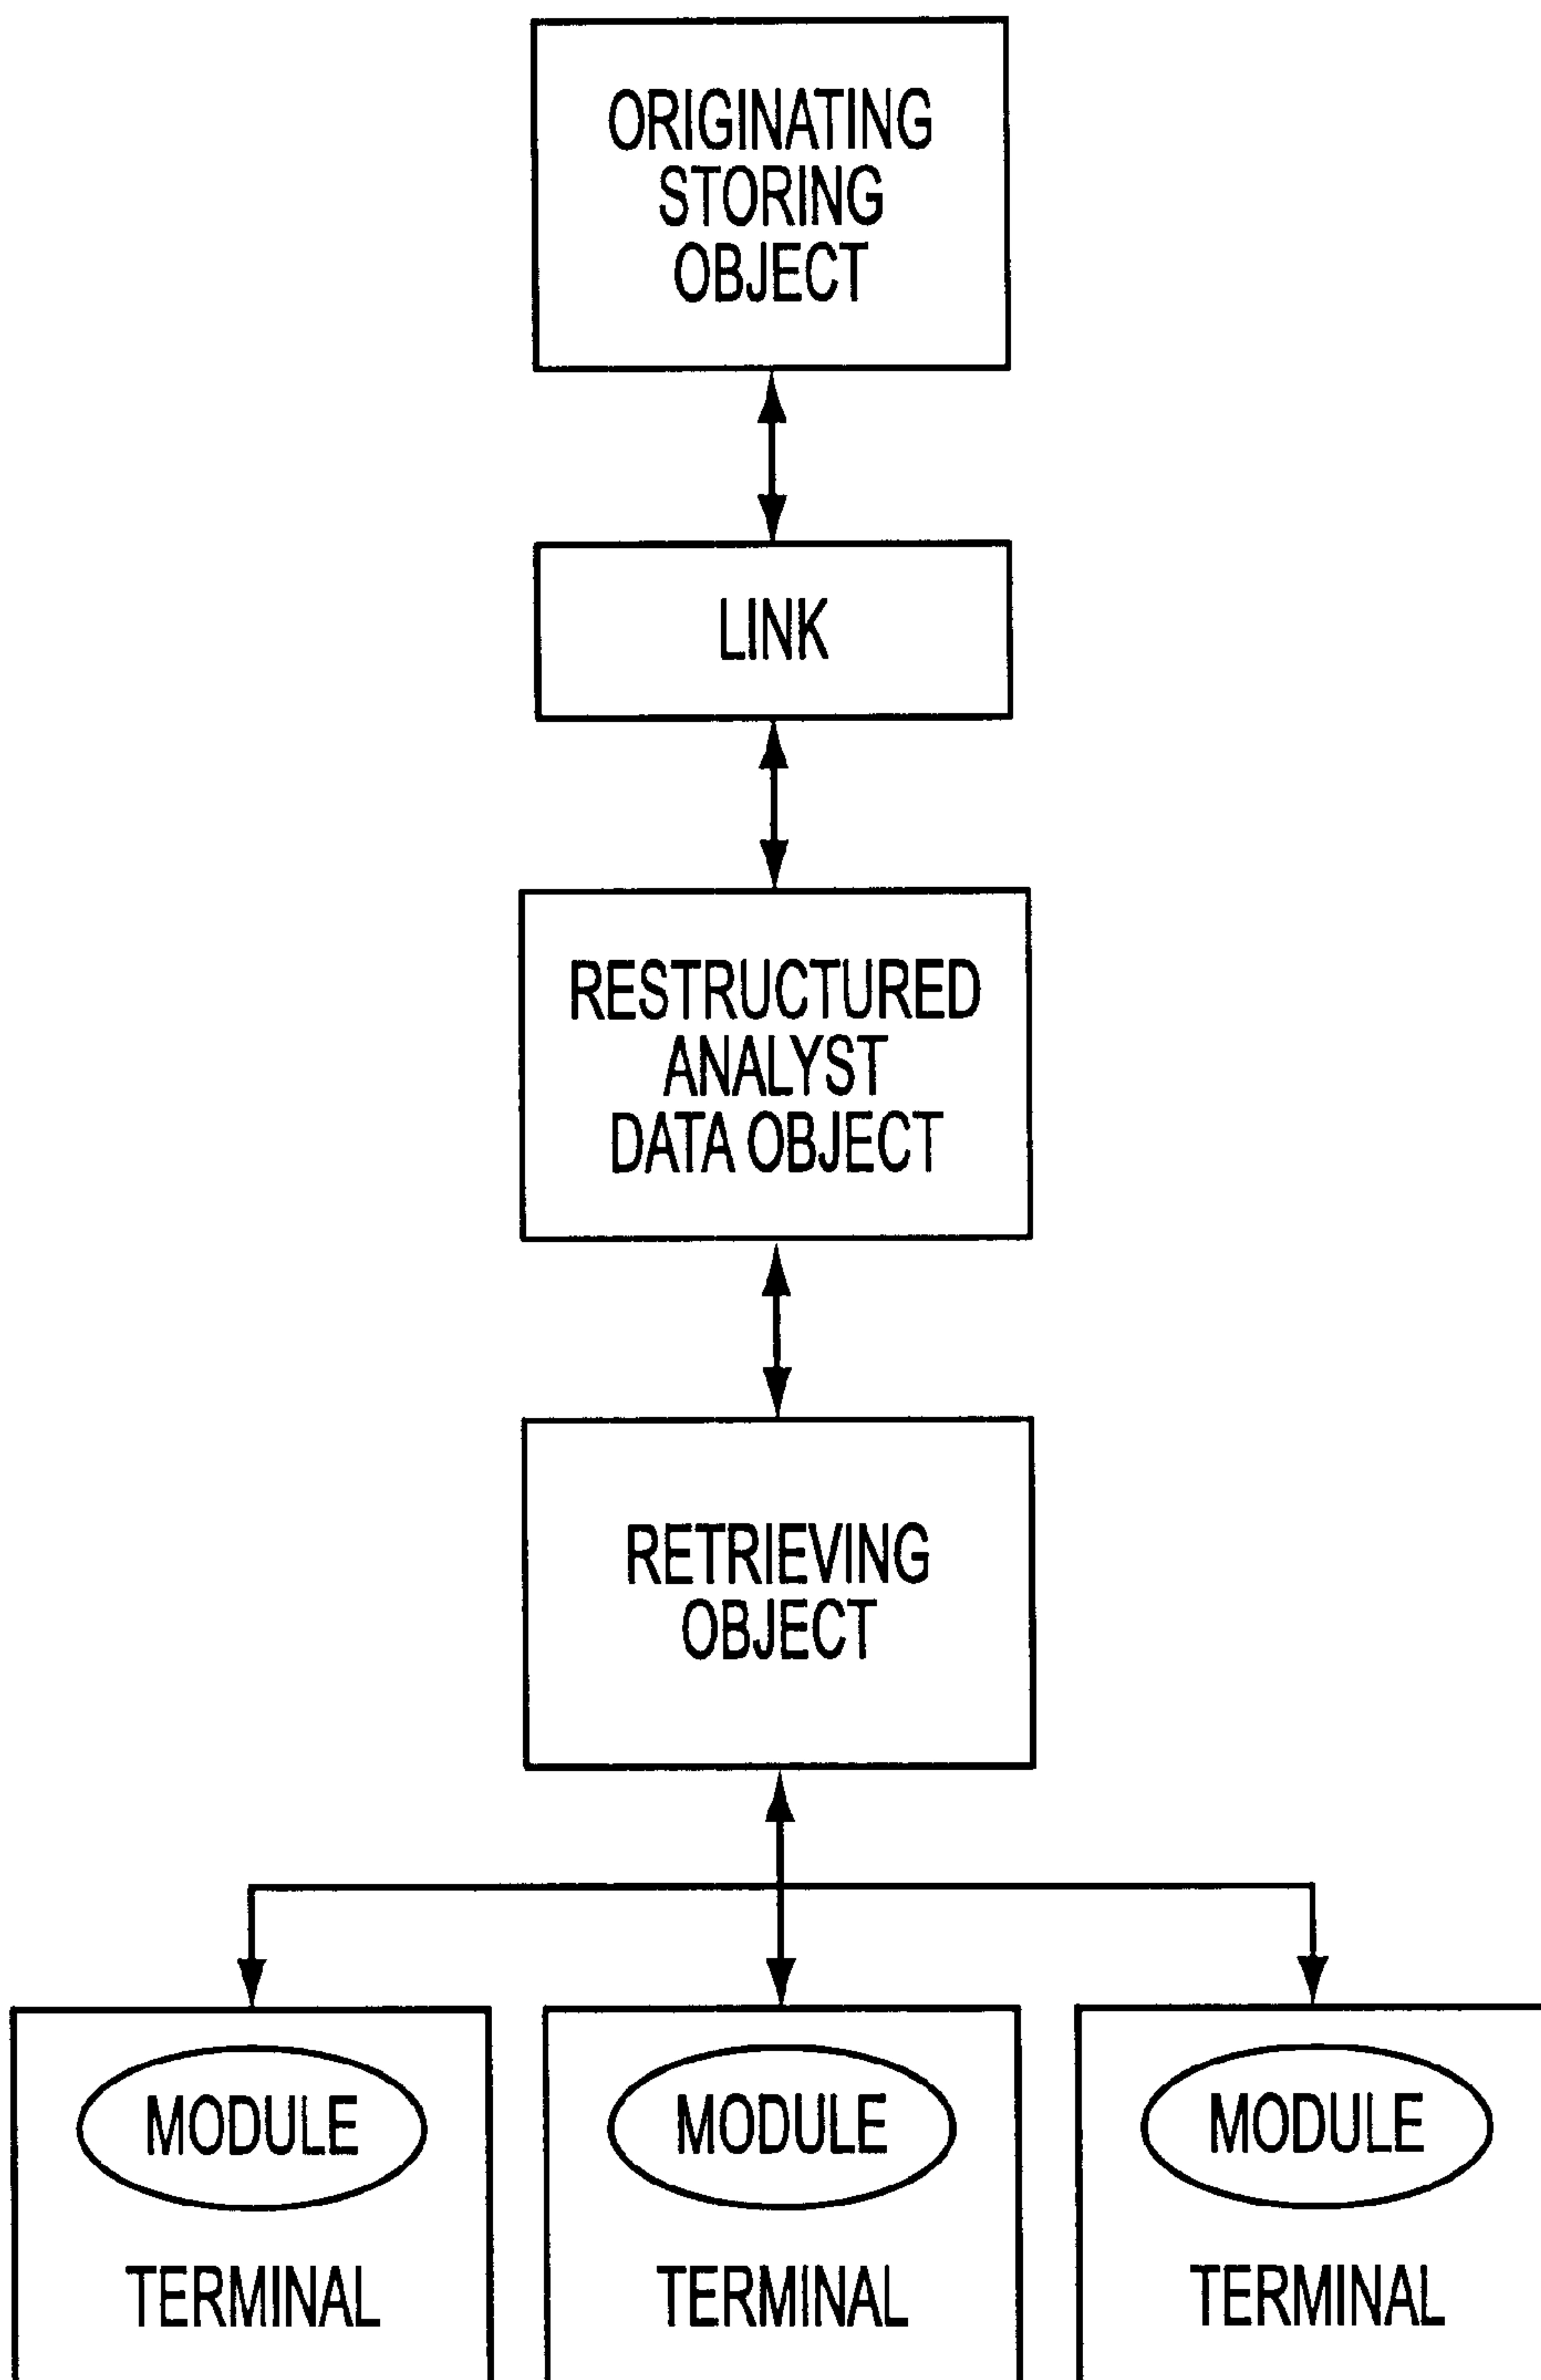 ORIGINATING
STORING
OBJECT
LINK
RESTRUCTURED
ANALYST
DATA OBJECT
RETRIEVING
OBJECT
MODULE
TERMINAL
MODULE
TERMINAL
MODULE
TERMINAL